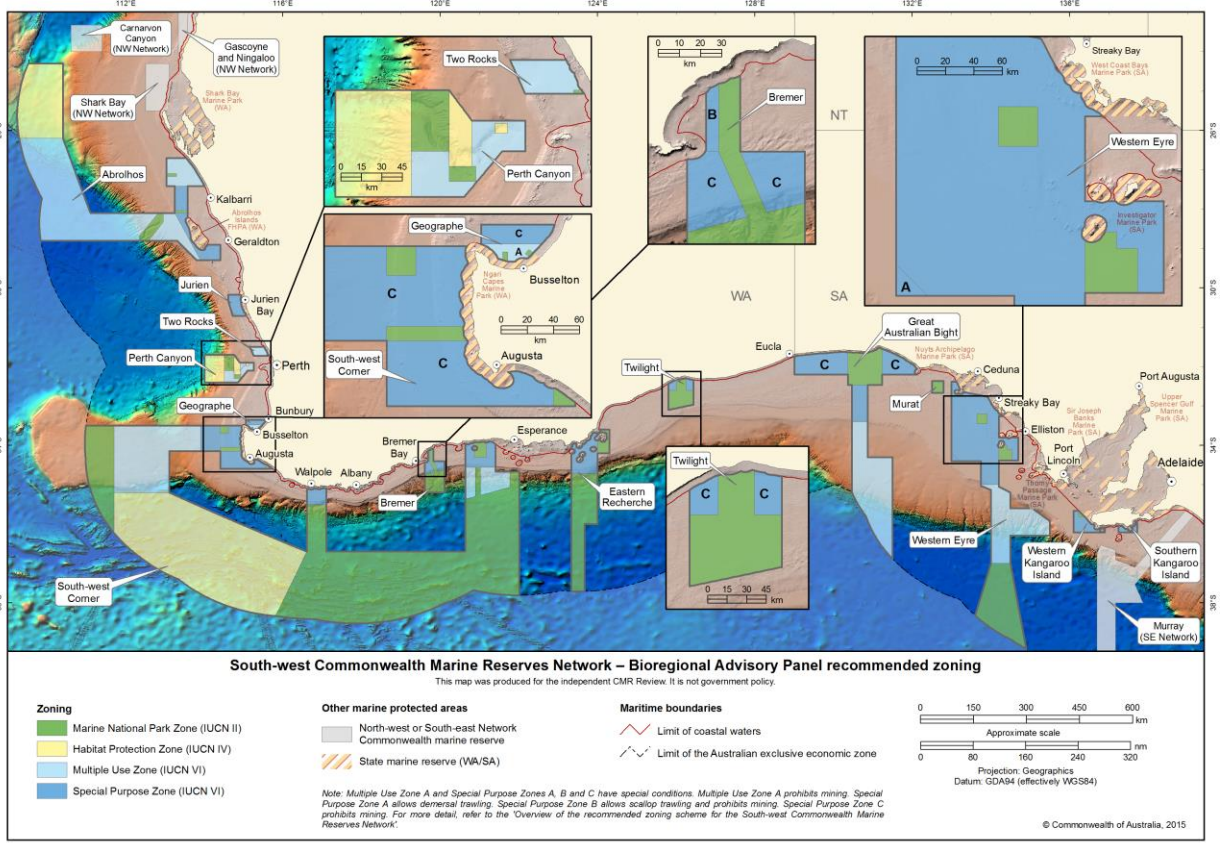 112°E
116°E
120°E
124°E
128°E
132°E
136°E
Carnarvon
Canyon
(NW Network)
Gascoyne
and Ningaloo
(NW Network)
Shark Bay
(NW Network)
Shark Bay
Marine Park
(WA)
Abrolhos
Kalbarri
Abrolhos
Islands
FHPA (WA)
Geraldton
Jurien
Jurien
Bay
Two Rocks
Perth Canyon
Perth
Geographe
Bunbury
Busselton
Augusta
South-west
Corner
Two Rocks
Perth Canyon
0 15 30 45
km
Geographe
C
A
Busselton
Ngari
Capes
Marine
Park (WA)
C
0 20 40 60
km
South-west
Corner
C
Augusta
0 10 20 30
km
B
Bremer
C
C
NT
WA
SA
0 20 40 60
km
Streaky Bay
West Coast Bays
Marine Park (SA)
Western Eyre
Investigator
Marine Park (SA)
A
26°S
30°S
34°S
38°S
Walpole
Albany
Bremer
Bay
Bremer
Esperance
Eastern
Recherche
Twilight
Eucla
Great
Australian Bight
C
C
Nuyts Archipelago
Marine Park (SA)
Ceduna
Murat
Streaky Bay
Elliston
Sir Joseph
Banks
Marine
Park (SA)
Port Augusta
Upper
Spencer Gulf
Marine
Park (SA)
Port
Lincoln
Adelaide
Thorny
Passage
Marine Park
(SA)
Western Eyre
Western
Kangaroo
Island
Southern
Kangaroo
Island
Murray
(SE Network)
Twilight
C
C
0 15 30 45
km
South-west Commonwealth Marine Reserves Network – Bioregional Advisory Panel recommended zoning
This map was produced for the independent CMR Review. It is not government policy.
Zoning
Marine National Park Zone (IUCN II)
Habitat Protection Zone (IUCN IV)
Multiple Use Zone (IUCN VI)
Special Purpose Zone (IUCN VI)
Other marine protected areas
North-west or South-east Network
Commonwealth marine reserve
State marine reserve (WA/SA)
Maritime boundaries
Limit of coastal waters
Limit of the Australian exclusive economic zone
Note: Multiple Use Zone A and Special Purpose Zones A, B and C have special conditions. Multiple Use Zone A prohibits mining. Special
Purpose Zone A allows demersal trawling. Special Purpose Zone B allows scallop trawling and prohibits mining. Special Purpose Zone C
prohibits mining. For more detail, refer to the 'Overview of the recommended zoning scheme for the South-west Commonwealth Marine
Reserves Network'.
0 150 300 450 600
km
Approximate scale
nm
0 80 160 240 320
Projection: Geographics
Datum: GDA94 (effectively WGS84)
© Commonwealth of Australia, 2015